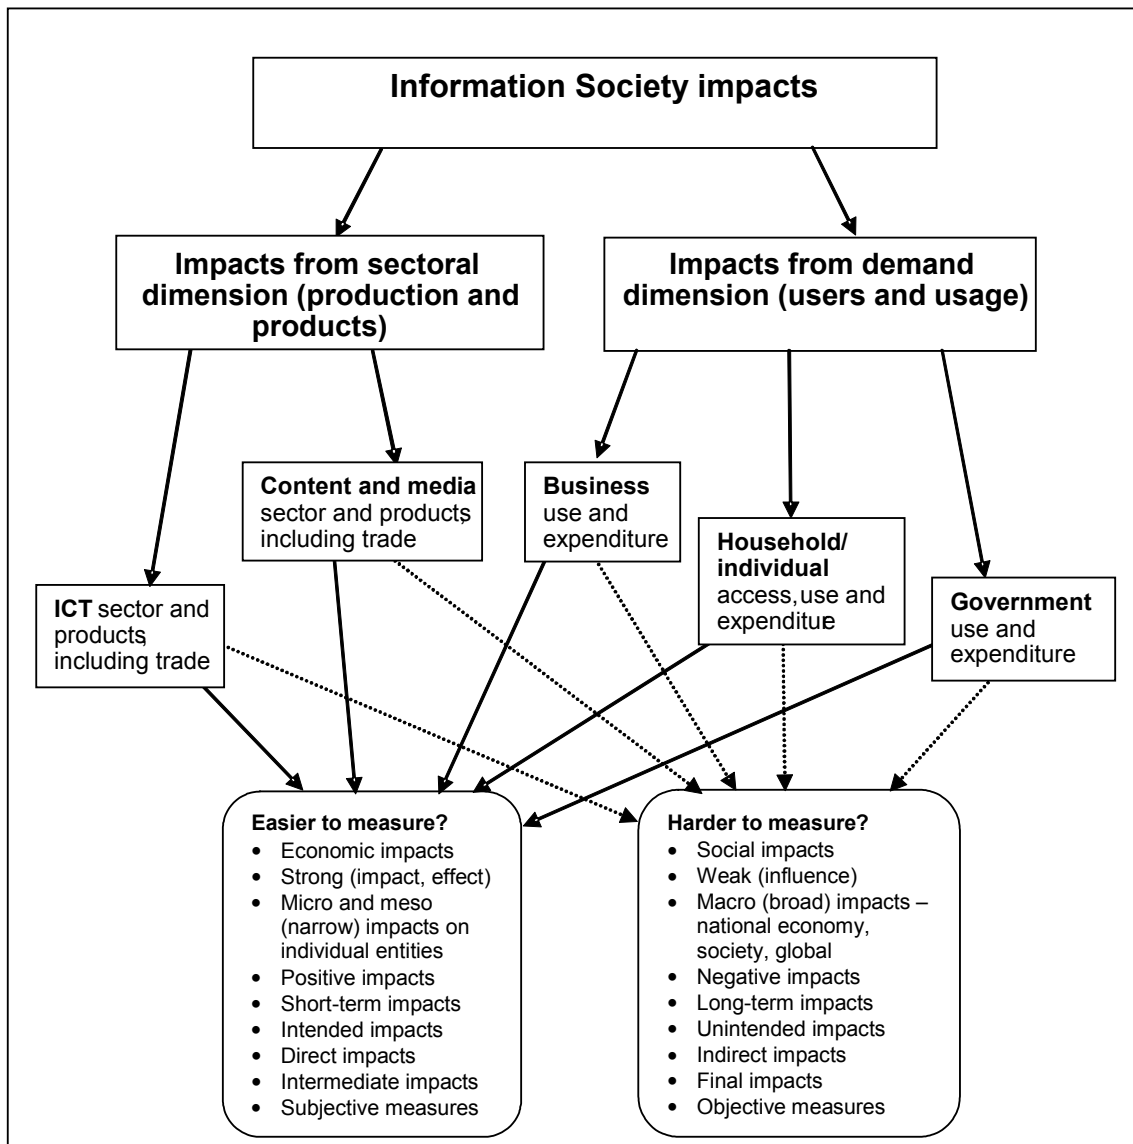 Information Society impacts
Impacts from sectoral
dimension (production and
products)
Impacts from demand
dimension (users and usage)
Content and media
sector and products,
including trade
Business
use and
expenditure
Household/
individual
access, use and
expenditure
ICT sector and
products,
including trade
Government
use and
expenditure
Easier to measure?
• Economic impacts
• Strong (impact, effect)
• Micro and meso
(narrow) impacts on
individual entities
• Positive impacts
• Short-term impacts
• Intended impacts
• Direct impacts
• Intermediate impacts
• Subjective measures
Harder to measure?
• Social impacts
• Weak (influence)
• Macro (broad) impacts –
national economy,
society, global
• Negative impacts
• Long-term impacts
• Unintended impacts
• Indirect impacts
• Final impacts
• Objective measures